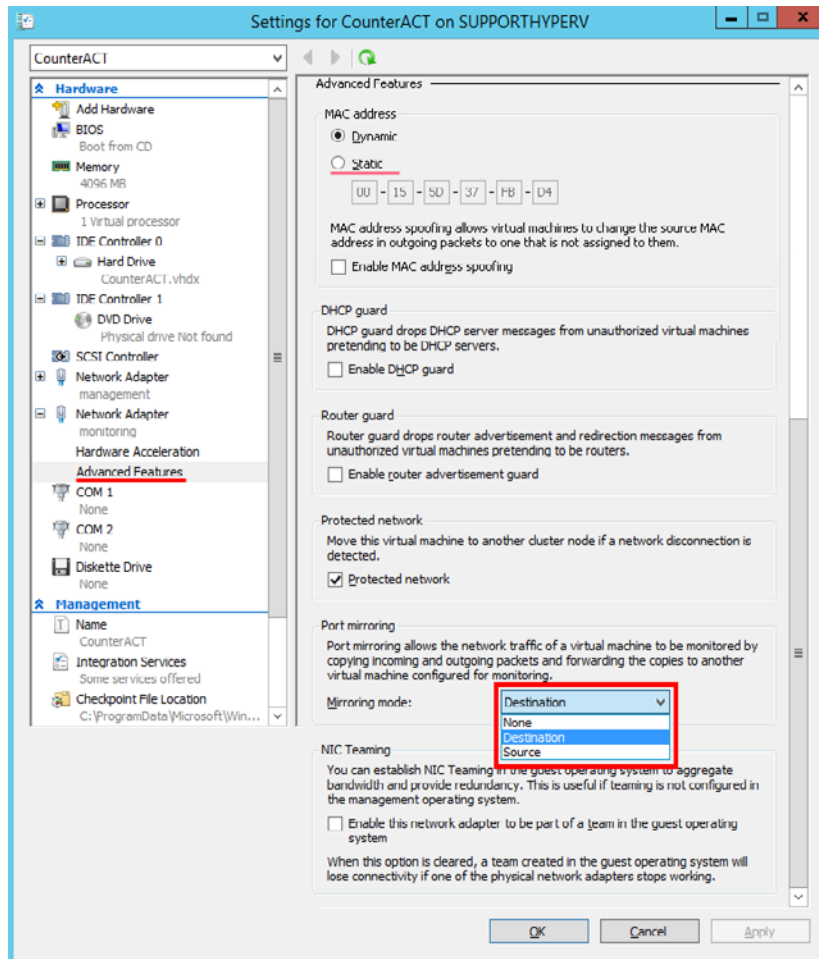 Settings for CounterACT on SUPPORTHYPERV
CounterACT
Hardware
Add Hardware
BIOS
Boot from CD
Memory
4096 MB
Processor
1 Virtual processor
IDE Controller 0
Hard Drive
CounterACT.vhdx
IDE Controller 1
DVD Drive
Physical drive Not found
SCSI Controller
Network Adapter
management
Network Adapter
monitoring
Hardware Acceleration
Advanced Features
COM 1
None
COM 2
None
Diskette Drive
None
Management
Name
CounterACT
Integration Services
Some services offered
Checkpoint File Location
C:\ProgramData\Microsoft\Win...
Advanced Features
MAC address
Dynamic
Static
00 - 15 - 5D - 37 - FB - D4
MAC address spoofing allows virtual machines to change the source MAC
address in outgoing packets to one that is not assigned to them.
Enable MAC address spoofing
DHCP guard
DHCP guard drops DHCP server messages from unauthorized virtual machines
pretending to be DHCP servers.
Enable DHCP guard
Router guard
Router guard drops router advertisement and redirection messages from
unauthorized virtual machines pretending to be routers.
Enable router advertisement guard
Protected network
Move this virtual machine to another cluster node if a network disconnection is
detected.
Protected network
Port mirroring
Port mirroring allows the network traffic of a virtual machine to be monitored by
copying incoming and outgoing packets and forwarding the copies to another
virtual machine configured for monitoring.
Mirroring mode: Destination
None
Destination
Source
NIC Teaming
You can establish NIC Teaming in the guest operating system to aggregate
bandwidth and provide redundancy. This is useful if teaming is not configured in
the management operating system.
Enable this network adapter to be part of a team in the guest operating
system
When this option is cleared, a team created in the guest operating system will
lose connectivity if one of the physical network adapters stops working.
OK Cancel Apply